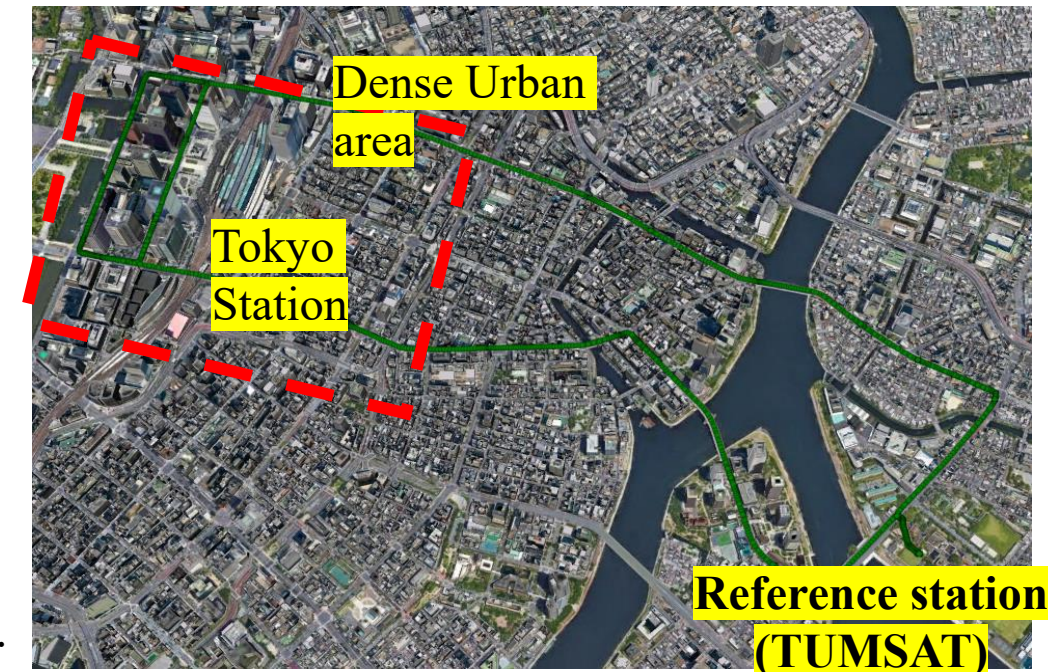 Dense Urban
area
Tokyo
Station
Reference station
(TUMSAT)
.